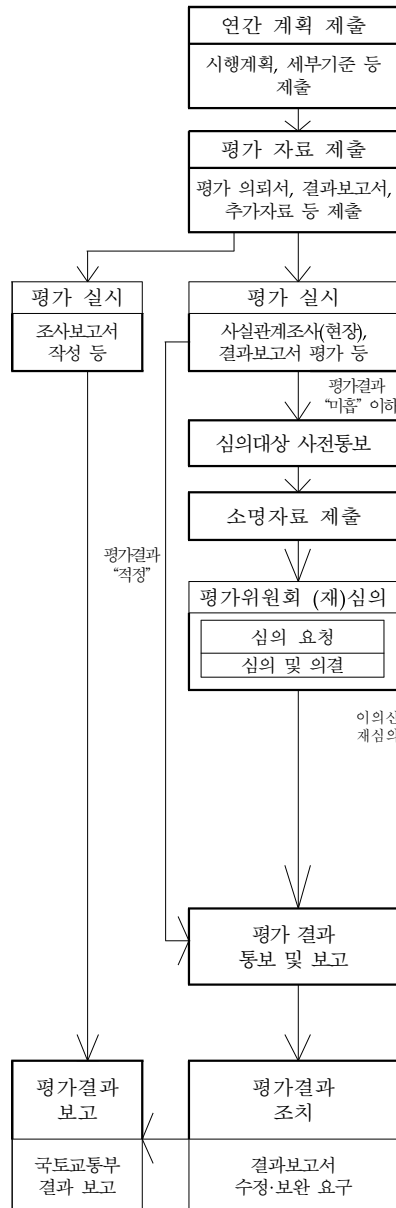 연간 계획 제출
시행계획, 세부기준 등
제출
평가 자료 제출
평가 의뢰서, 결과보고서,
추가자료 등 제출
평가 실시
조사보고서
작성 등
평가 실시
사실관계조사(현장),
결과보고서 평가 등
평가결과
“미흡” 이하
심의대상 사전통보
소명자료 제출
평가결과
“적정”
평가위원회 (재)심의
심의 요청
심의 및 의결
이의신
재심의
평가 결과
통보 및 보고
평가결과
보고
국토교통부
결과 보고
평가결과
조치
결과보고서
수정·보완 요구